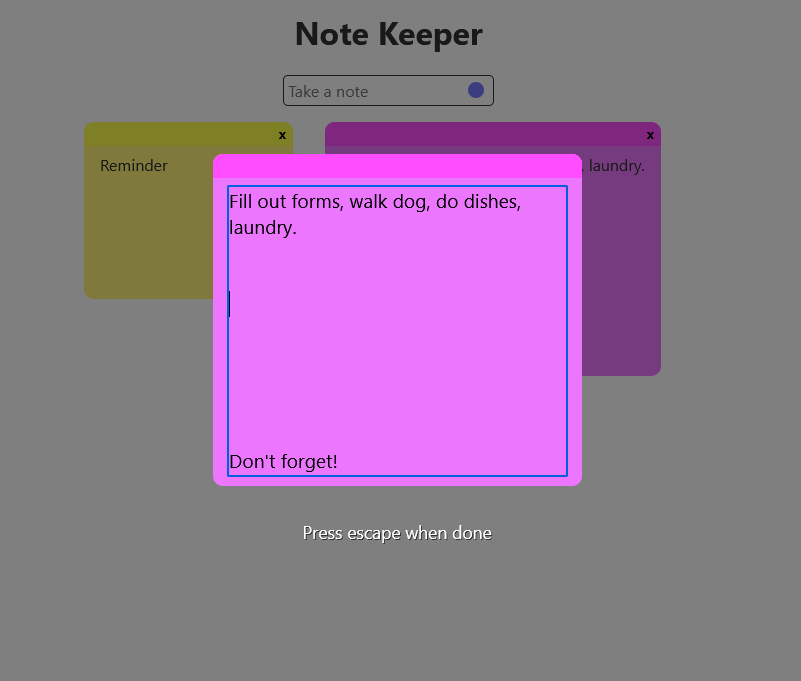 Note Keeper
Take a note
x
x
Reminder
, laundry.
Fill out forms, walk dog, do dishes,
laundry.
Don't forget!
Press escape when done